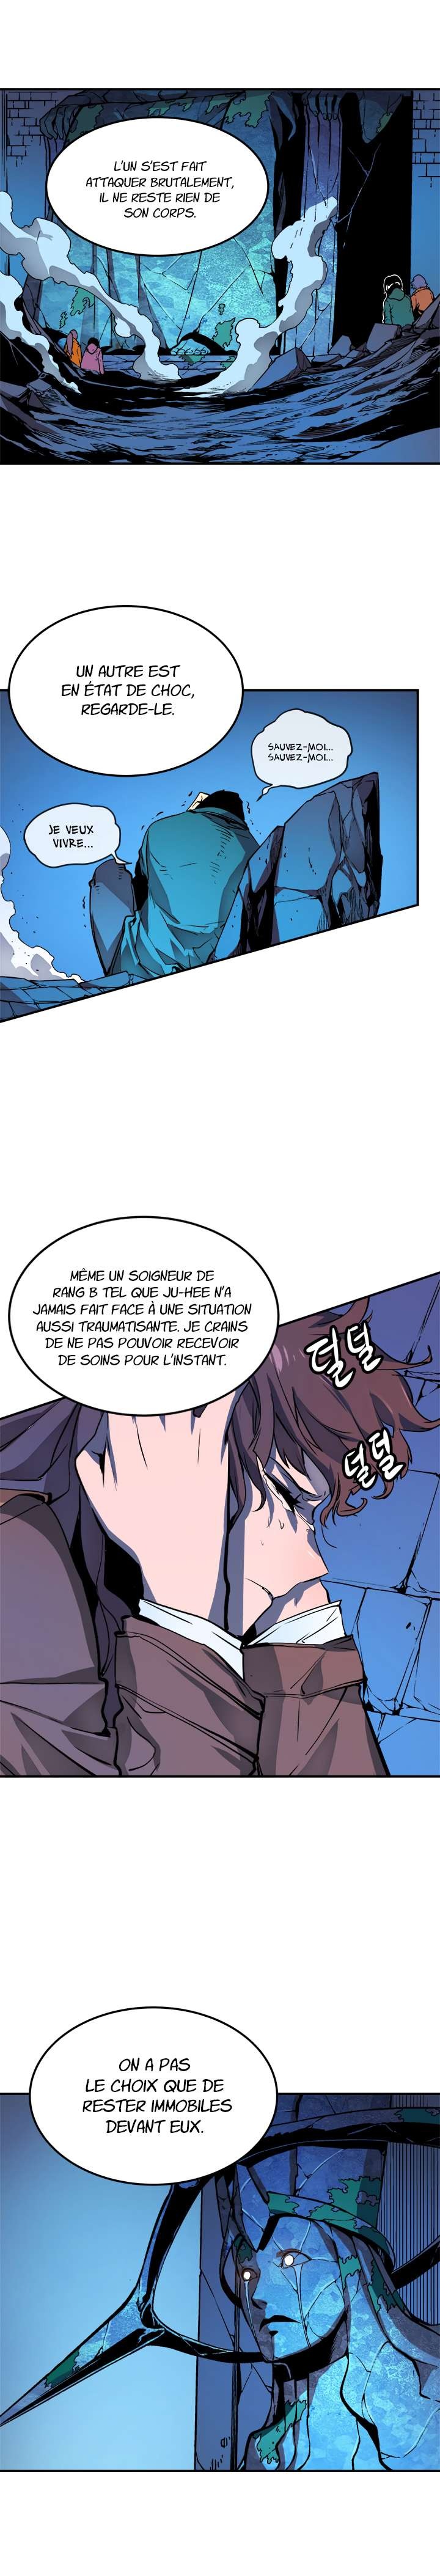 L'UN S'EST FAIT
ATTAQUER BRUTALEMENT,
IL NE RESTE RIEN DE
SON CORPS.
UN AUTRE EST
EN ÉTAT DE CHOC,
REGARDE-LE.
SAUVEZ-MOI...
SAUVEZ-MOI...
JE VEUX
VIVRE...
MÊME UN SOIGNEUR DE
RANG B TEL QUE JU-HEE N'A
JAMAIS FAIT FACE À UNE SITUATION
AUSSI TRAUMATISANTE. JE CRAINS
DE NE PAS POUVOIR RECEVOIR
DE SOINS POUR L'INSTANT.
덜덜
덜덜
ON A PAS
LE CHOIX QUE DE
RESTER IMMOBILES
DEVANT EUX.